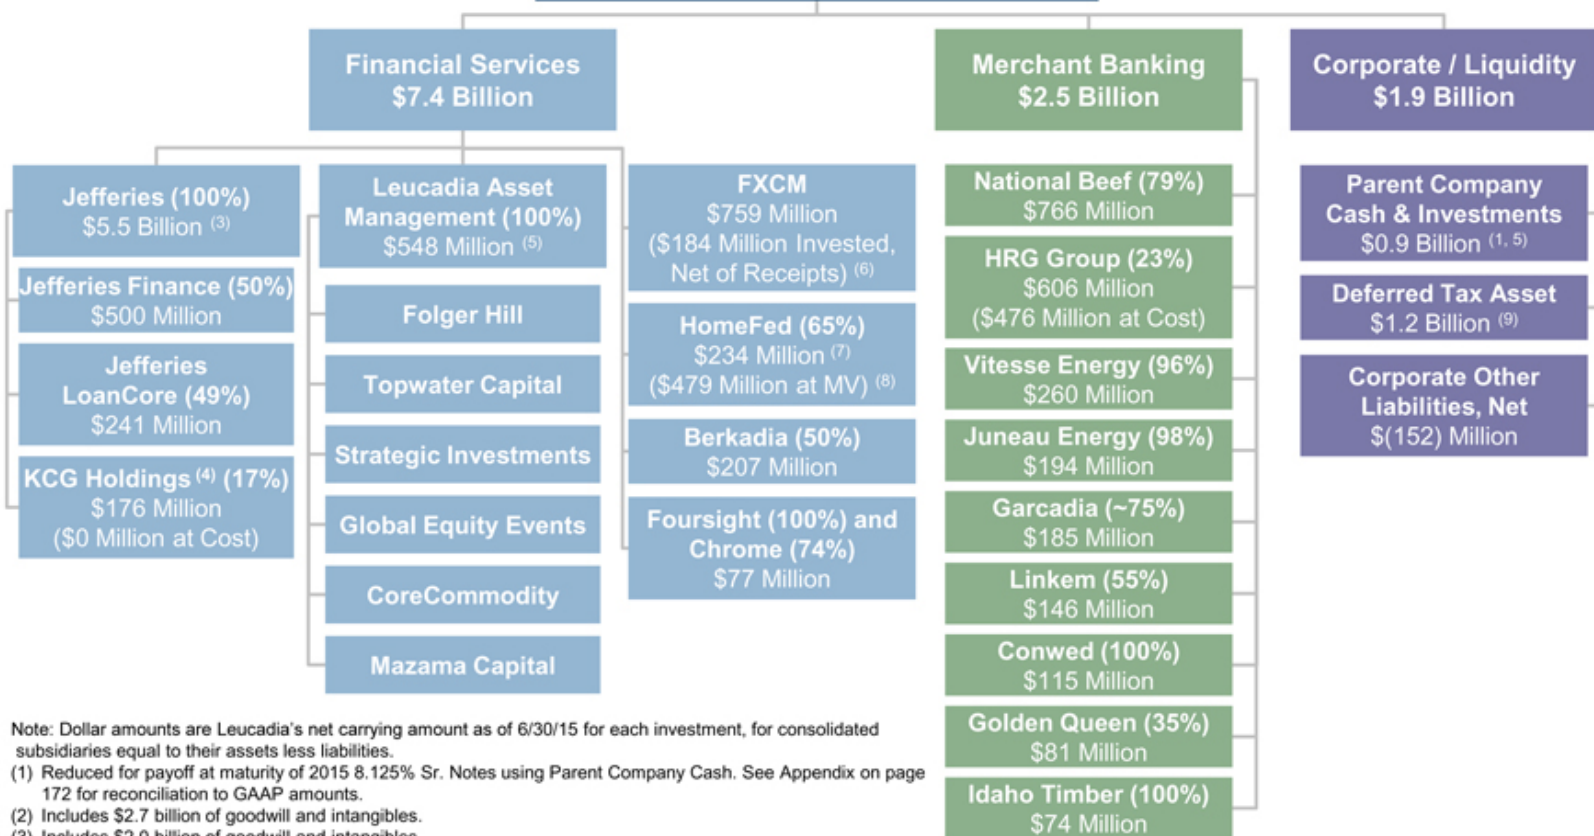 Financial Services
$7.4 Billion
Merchant Banking
$2.5 Billion
Corporate / Liquidity
$1.9 Billion
Jefferies (100%)
$5.5 Billion (3)
Jefferies Finance (50%)
$500 Million
Jefferies
LoanCore (49%)
$241 Million
KCG Holdings (4) (17%)
$176 Million
($0 Million at Cost)
Leucadia Asset
Management (100%)
$548 Million (5)
Folger Hill
Topwater Capital
Strategic Investments
Global Equity Events
CoreCommodity
Mazama Capital
FXCM
$759 Million
($184 Million Invested,
Net of Receipts) (6)
HomeFed (65%)
$234 Million (7)
($479 Million at MV) (8)
Berkadia (50%)
$207 Million
Foursight (100%) and
Chrome (74%)
$77 Million
National Beef (79%)
$766 Million
HRG Group (23%)
$606 Million
($476 Million at Cost)
Vitesse Energy (96%)
$260 Million
Juneau Energy (98%)
$194 Million
Garcadia (~75%)
$185 Million
Linkem (55%)
$146 Million
Conwed (100%)
$115 Million
Golden Queen (35%)
$81 Million
Idaho Timber (100%)
$74 Million
Parent Company
Cash & Investments
$0.9 Billion (1, 5)
Deferred Tax Asset
$1.2 Billion (9)
Corporate Other
Liabilities, Net
$(152) Million
Note: Dollar amounts are Leucadia's net carrying amount as of 6/30/15 for each investment, for consolidated
subsidiaries equal to their assets less liabilities.
(1) Reduced for payoff at maturity of 2015 8.125% Sr. Notes using Parent Company Cash. See Appendix on page
172 for reconciliation to GAAP amounts.
(2) Includes $2.7 billion of goodwill and intangibles.
(3) Includes $2.0 billion of goodwill and intangibles.